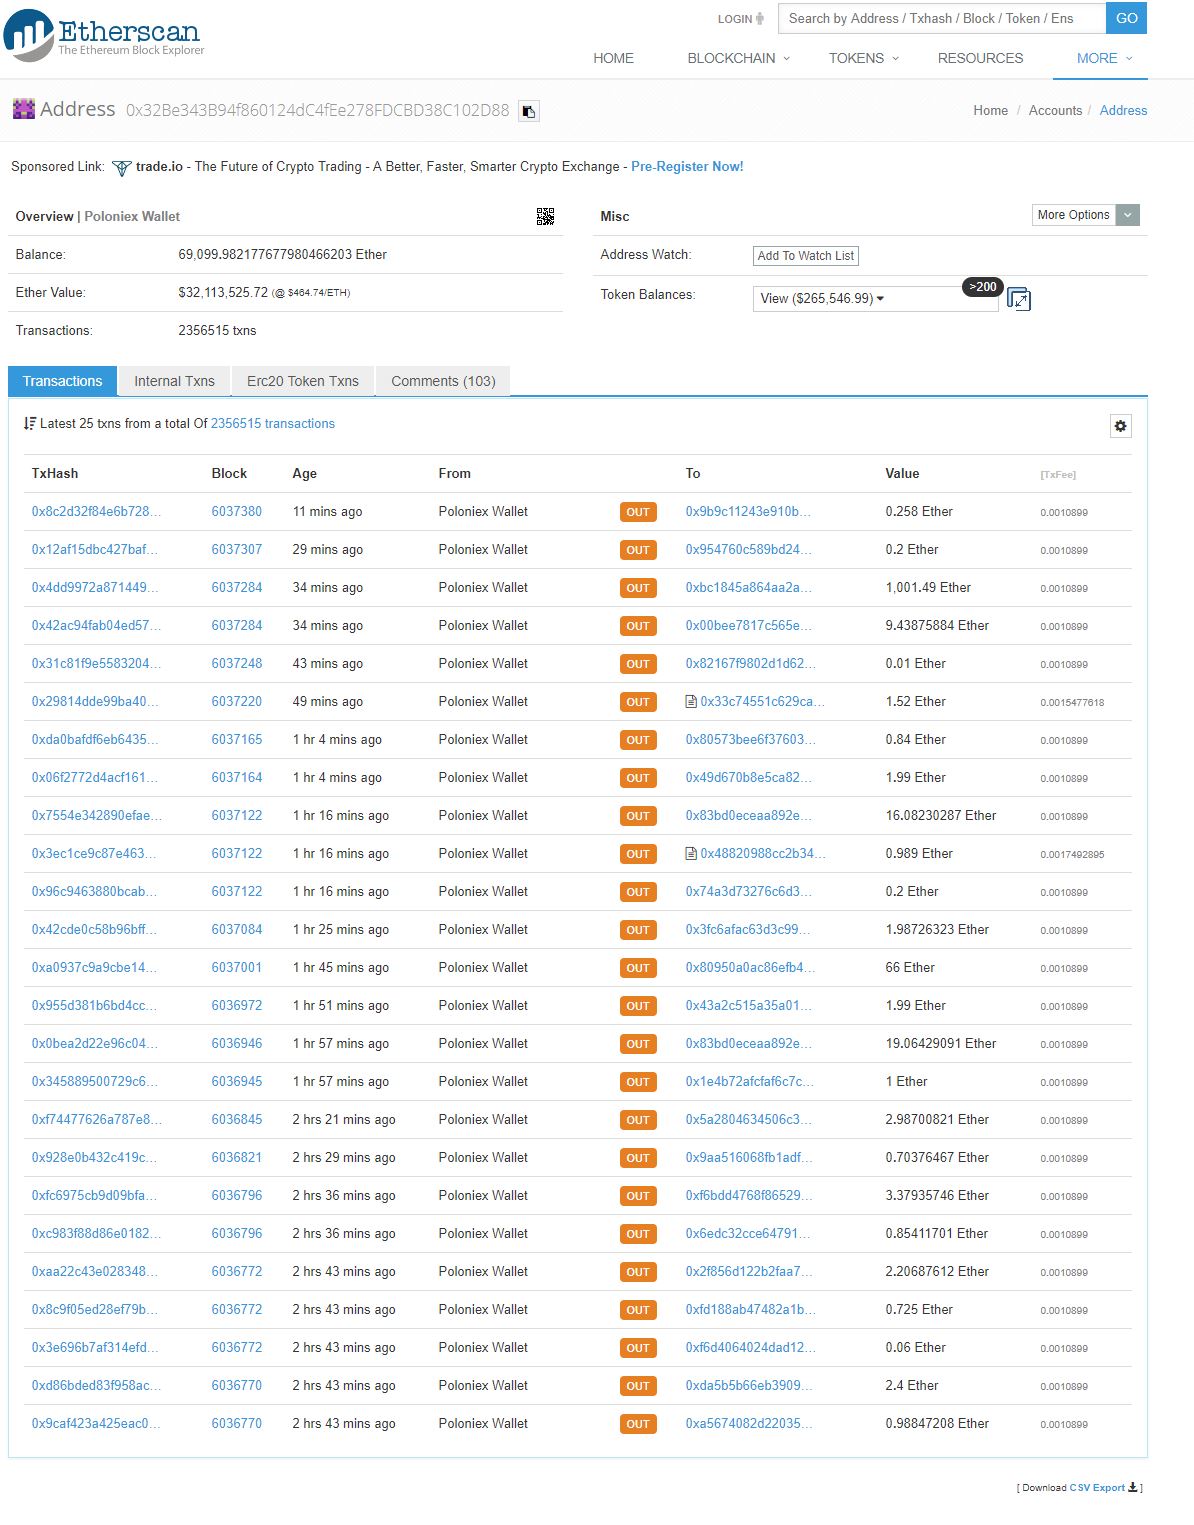 Etherscan
The Ethereum Block Explorer
LOGIN
Search by Address / Txhash / Block / Token / Ens GO
HOME BLOCKCHAIN TOKENS RESOURCES MORE
Address 0x32Be343B94f860124dC4fEe278FDCBD38C102D88
Home / Accounts / Address
Sponsored Link: trade.io - The Future of Crypto Trading - A Better, Faster, Smarter Crypto Exchange - Pre-Register Now!
Overview | Poloniex Wallet
Balance: 69,099.982177677980466203 Ether
Ether Value: $32,113,525.72 (@ $464.74/ETH)
Transactions: 2356515 txns
Misc More Options
Address Watch: Add To Watch List
Token Balances: View ($265,546.99) >200
Transactions Internal Txns Erc20 Token Txns Comments (103)
Latest 25 txns from a total Of 2356515 transactions
TxHash Block Age From To Value [TxFee]
0x8c2d32f84e6b728... 6037380 11 mins ago Poloniex Wallet OUT 0x9b9c11243e910b... 0.258 Ether 0.0010899
0x12af15dbc427baf... 6037307 29 mins ago Poloniex Wallet OUT 0x954760c589bd24... 0.2 Ether 0.0010899
0x4dd9972a871449... 6037284 34 mins ago Poloniex Wallet OUT 0xbc1845a864aa2a... 1,001.49 Ether 0.0010899
0x42ac94fab04ed57... 6037284 34 mins ago Poloniex Wallet OUT 0x00bee7817c565e... 9.43875884 Ether 0.0010899
0x31c81f9e5583204... 6037248 43 mins ago Poloniex Wallet OUT 0x82167f9802d1d62... 0.01 Ether 0.0010899
0x29814dde99ba40... 6037220 49 mins ago Poloniex Wallet OUT 0x33c74551c629ca... 1.52 Ether 0.0015477618
0xda0bafdf6eb6435... 6037165 1 hr 4 mins ago Poloniex Wallet OUT 0x80573bee6f37603... 0.84 Ether 0.0010899
0x06f2772d4acf161... 6037164 1 hr 4 mins ago Poloniex Wallet OUT 0x49d670b8e5ca82... 1.99 Ether 0.0010899
0x7554e342890efae... 6037122 1 hr 16 mins ago Poloniex Wallet OUT 0x83bd0eceaa892e... 16.08230287 Ether 0.0010899
0x3ec1ce9c87e463... 6037122 1 hr 16 mins ago Poloniex Wallet OUT 0x48820988cc2b34... 0.989 Ether 0.0017492895
0x96c9463880bcab... 6037122 1 hr 16 mins ago Poloniex Wallet OUT 0x74a3d73276c6d3... 0.2 Ether 0.0010899
0x42cde0c58b96bff... 6037084 1 hr 25 mins ago Poloniex Wallet OUT 0x3fc6afac63d3c99... 1.98726323 Ether 0.0010899
0xa0937c9a9cbe14... 6037001 1 hr 45 mins ago Poloniex Wallet OUT 0x80950a0ac86efb4... 66 Ether 0.0010899
0x955d381b6bd4cc... 6036972 1 hr 51 mins ago Poloniex Wallet OUT 0x43a2c515a35a01... 1.99 Ether 0.0010899
0x0bea2d22e96c04... 6036946 1 hr 57 mins ago Poloniex Wallet OUT 0x83bd0eceaa892e... 19.06429091 Ether 0.0010899
0x345889500729c6... 6036945 1 hr 57 mins ago Poloniex Wallet OUT 0x1e4b72afcfaf6c7c... 1 Ether 0.0010899
0xf74477626a787e8... 6036845 2 hrs 21 mins ago Poloniex Wallet OUT 0x5a2804634506c3... 2.98700821 Ether 0.0010899
0x928e0b432c419c... 6036821 2 hrs 29 mins ago Poloniex Wallet OUT 0x9aa516068fb1adf... 0.70376467 Ether 0.0010899
0xfc6975cb9d09bfa... 6036796 2 hrs 36 mins ago Poloniex Wallet OUT 0xf6bdd4768f86529... 3.37935746 Ether 0.0010899
0xc983f88d86e0182... 6036796 2 hrs 36 mins ago Poloniex Wallet OUT 0x6edc32cce64791... 0.85411701 Ether 0.0010899
0xaa22c43e028348... 6036772 2 hrs 43 mins ago Poloniex Wallet OUT 0x2f856d122b2faa7... 2.20687612 Ether 0.0010899
0x8c9f05ed28ef79b... 6036772 2 hrs 43 mins ago Poloniex Wallet OUT 0xfd188ab47482a1b... 0.725 Ether 0.0010899
0x3e696b7af314efd... 6036772 2 hrs 43 mins ago Poloniex Wallet OUT 0xf6d4064024dad12... 0.06 Ether 0.0010899
0xd86bded83f958ac... 6036770 2 hrs 43 mins ago Poloniex Wallet OUT 0xda5b5b66eb3909... 2.4 Ether 0.0010899
0x9caf423a425eac0... 6036770 2 hrs 43 mins ago Poloniex Wallet OUT 0xa5674082d22035... 0.98847208 Ether 0.0010899
[ Download CSV Export ]